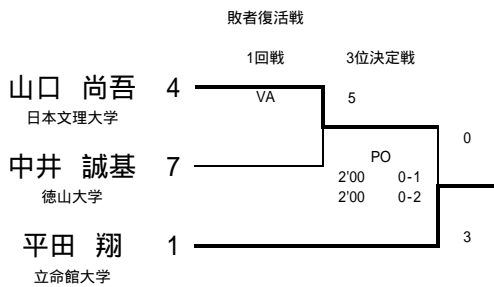 敗者復活戦
1回戦 3位決定戦
山口 尚吾 4
日本文理大学
VA 5
0
中井 誠基 7
徳山大学
PO
2'00 0-1
2'00 0-2
平田 翔 1
立命館大学
3